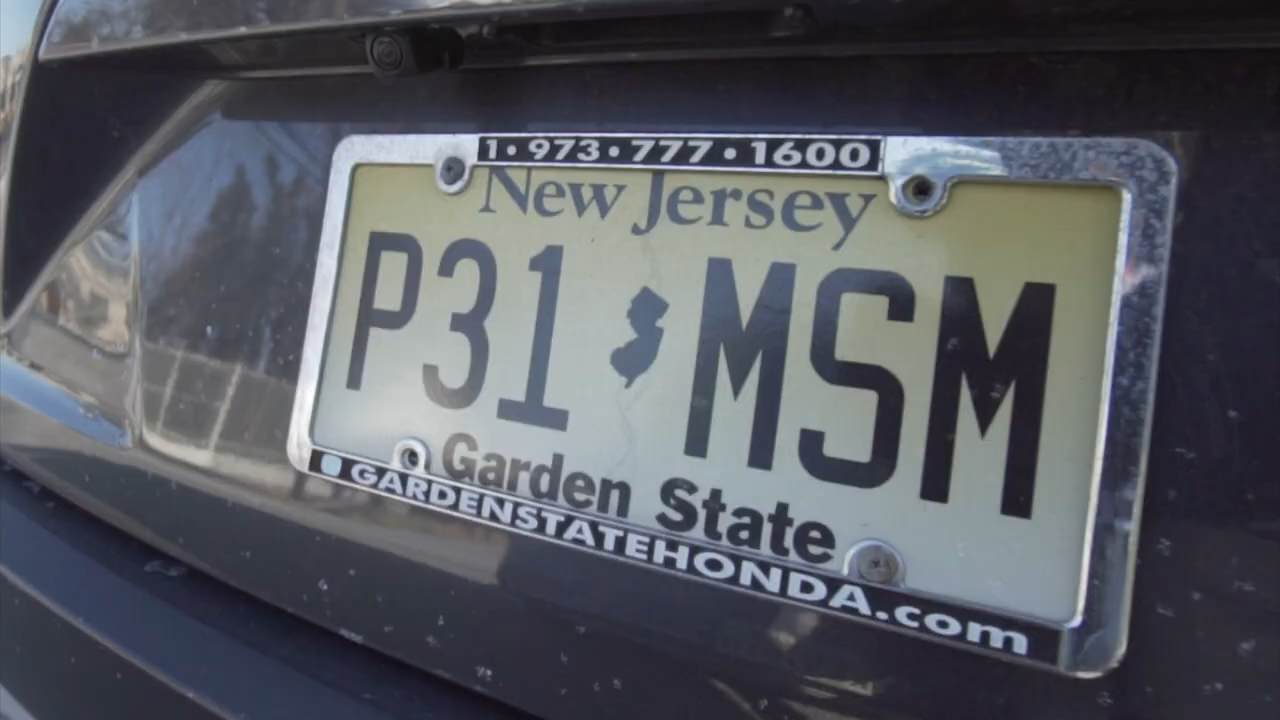 1•973•777•1600
New Jersey
P31 MSM
Garden State
GARDENSTATEHONDA.com